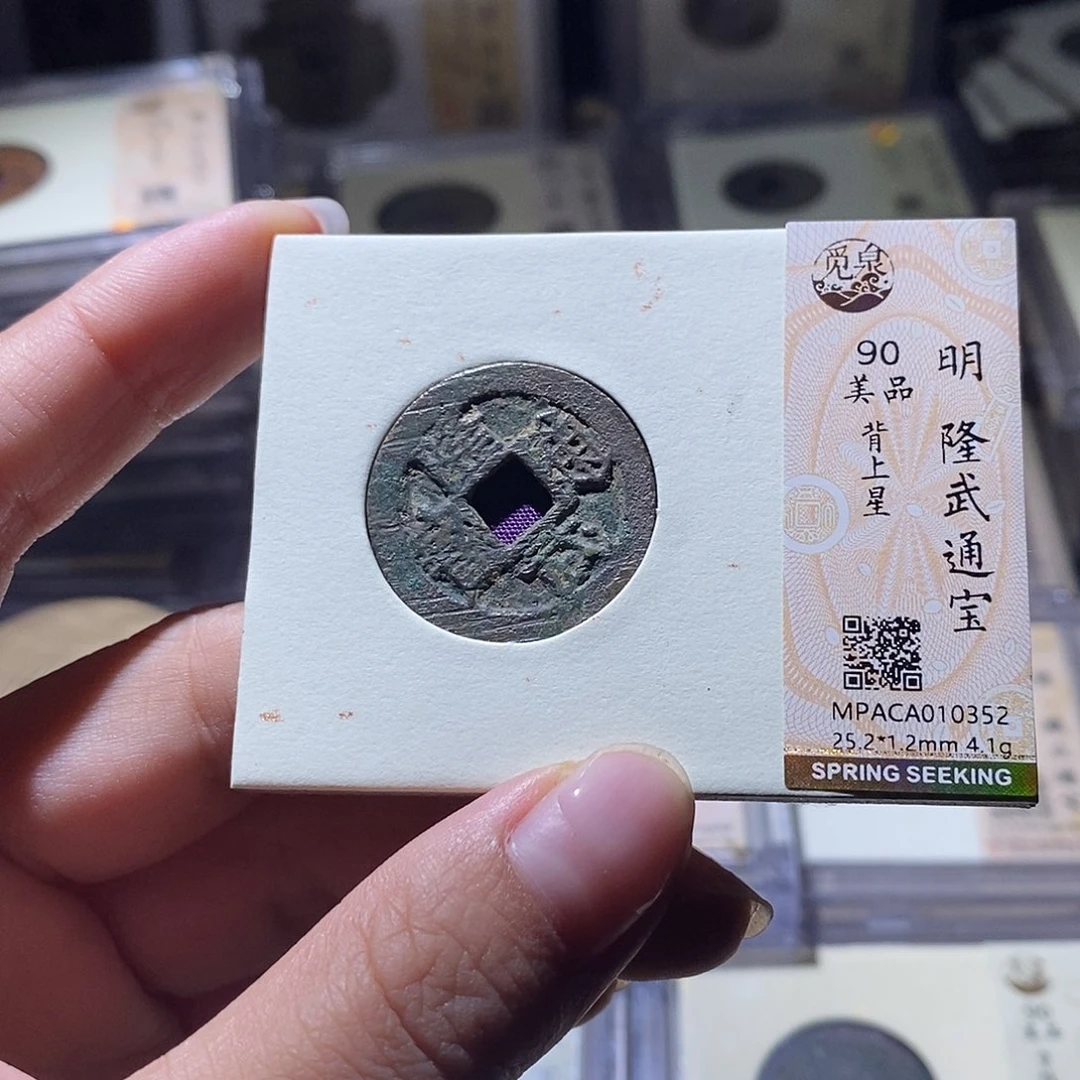 觅泉
明 隆武通宝
90
美品
背上星
MPACA010352
25.2*1.2mm 4.1g
SPRING SEEKING